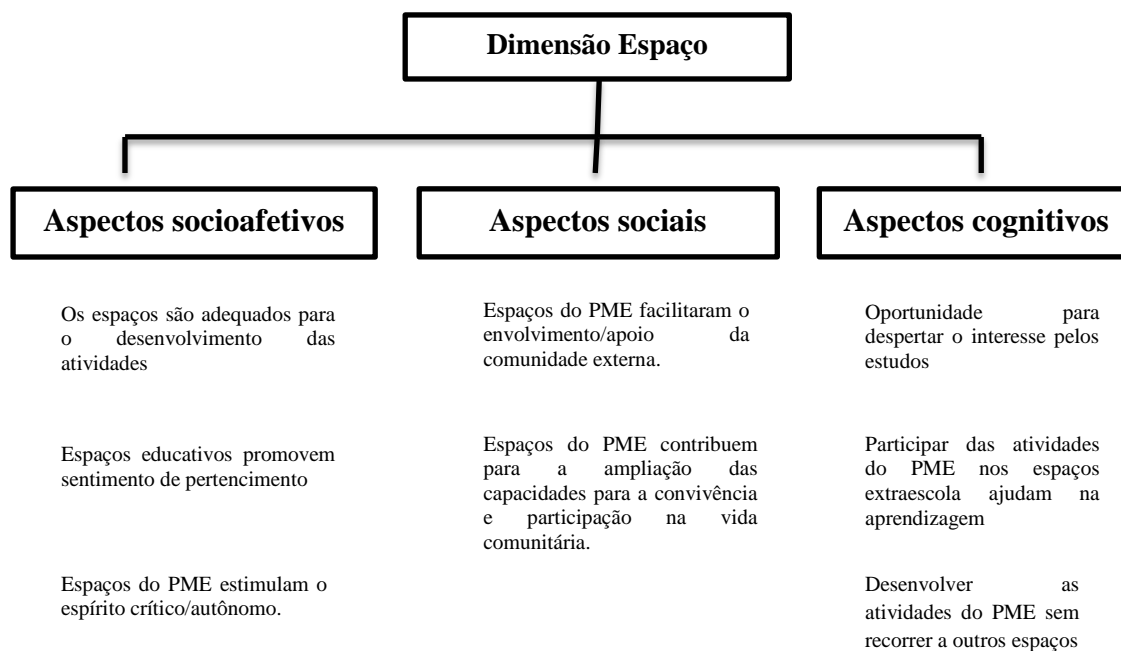 Dimensão Espaço
Aspectos socioafetivos
Os espaços são adequados para
o desenvolvimento das
atividades
Espaços educativos promovem
sentimento de pertencimento
Espaços do PME estimulam o
espírito crítico/autônomo.
Aspectos sociais
Espaços do PME facilitaram o
envolvimento/apoio da
comunidade externa.
Espaços do PME contribuem
para a ampliação das
capacidades para a convivência
e participação na vida
comunitária.
Aspectos cognitivos
Oportunidade para
despertar o interesse pelos
estudos
Participar das atividades
do PME nos espaços
extraescola ajudam na
aprendizagem
Desenvolver as
atividades do PME sem
recorrer a outros espaços